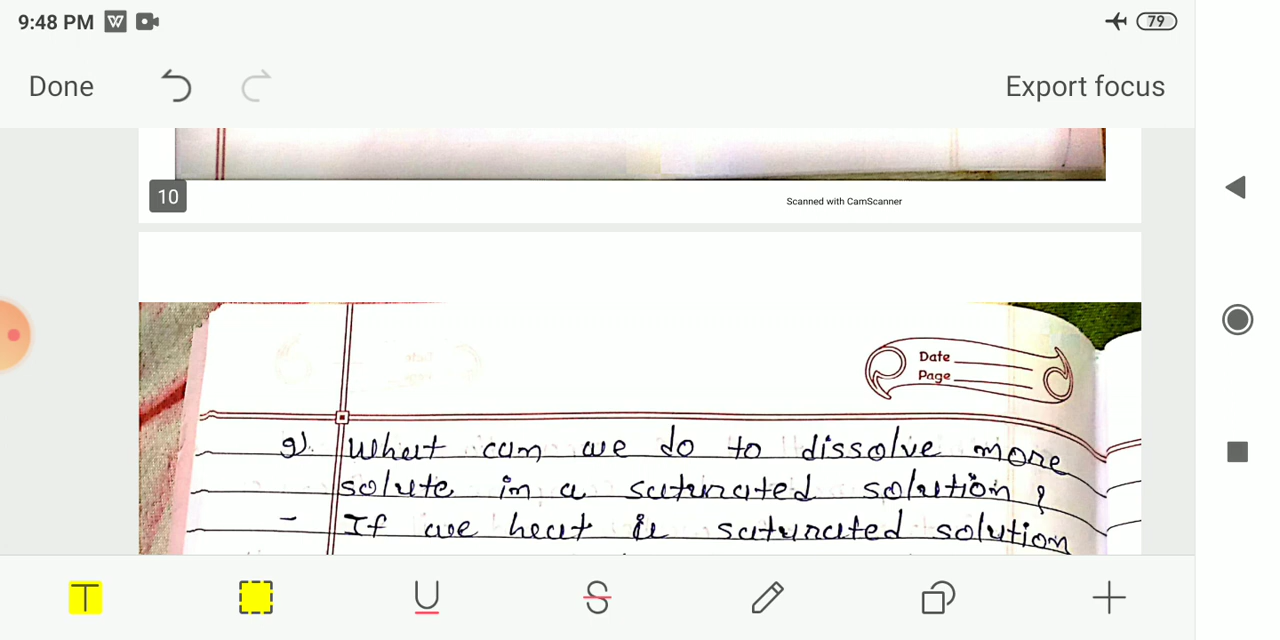 9:48 PM
79
Done
Export focus
10
Scanned with CamScanner
Date
Page
g). What can we do to dissolve more
solute in a saturated solution ?
- If we heat saturated solution
T
U
S